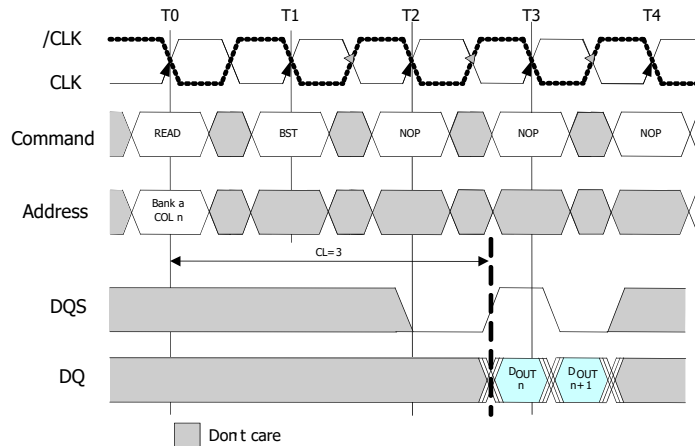 T0 T1 T2 T3 T4
/CLK
CLK
Command READ BST NOP NOP NOP
Address Bank a
COL n
CL=3
DQS
DQ DOUT
n DOUT
n+1
Don't care